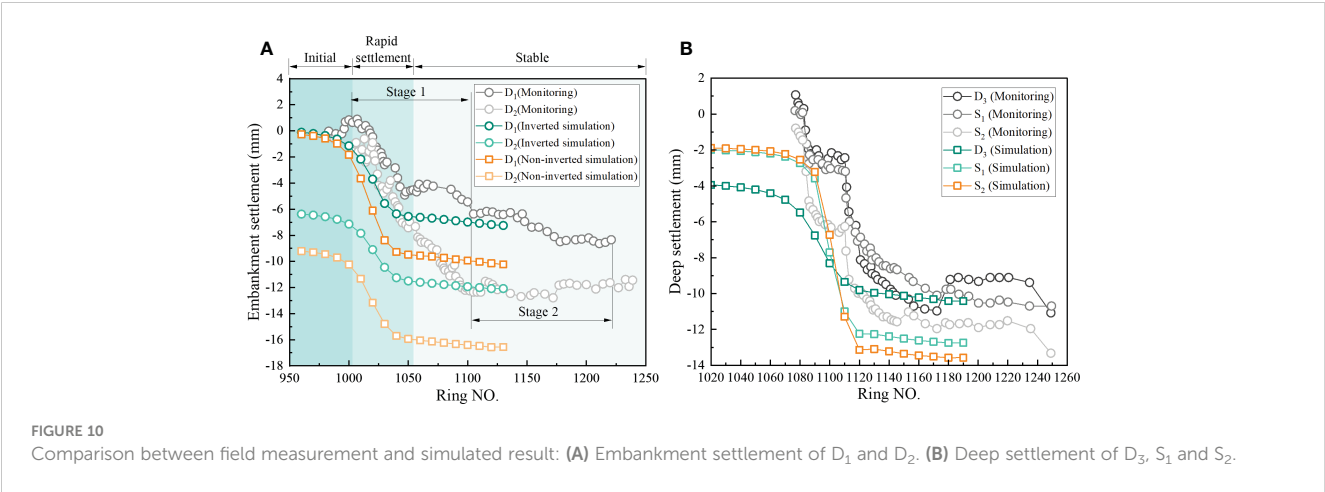 A
Initial
Rapid
settlement
Stable
Embankment settlement (mm)
4
2
0
-2
-4
-6
-8
-10
-12
-14
-16
-18
950
1000
1050
1100
1150
1200
1250
Ring NO.
Stage 1
Stage 2
D₁(Monitoring)
D₂(Monitoring)
D₁(Inverted simulation)
D₂(Inverted simulation)
D₁(Non-inverted simulation)
D₂(Non-inverted simulation)
B
Deep settlement (mm)
2
0
-2
-4
-6
-8
-10
-12
-14
1020
1040
1060
1080
1100
1120
1140
1160
1180
1200
1220
1240
1260
Ring NO.
D₃ (Monitoring)
S₁ (Monitoring)
S₂ (Monitoring)
D₃ (Simulation)
S₁ (Simulation)
S₂ (Simulation)
FIGURE 10
Comparison between field measurement and simulated result: (A) Embankment settlement of D₁ and D₂. (B) Deep settlement of D₃, S₁ and S₂.